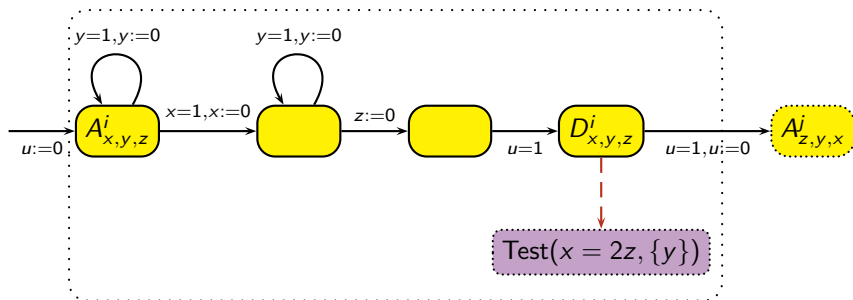 y=1,y:=0
y=1,y:=0
u:=0
A^i_{x,y,z}
x=1,x:=0
z:=0
u=1
D^i_{x,y,z}
u=1,u:=0
A^j_{z,y,x}
Test(x = 2z, {y})